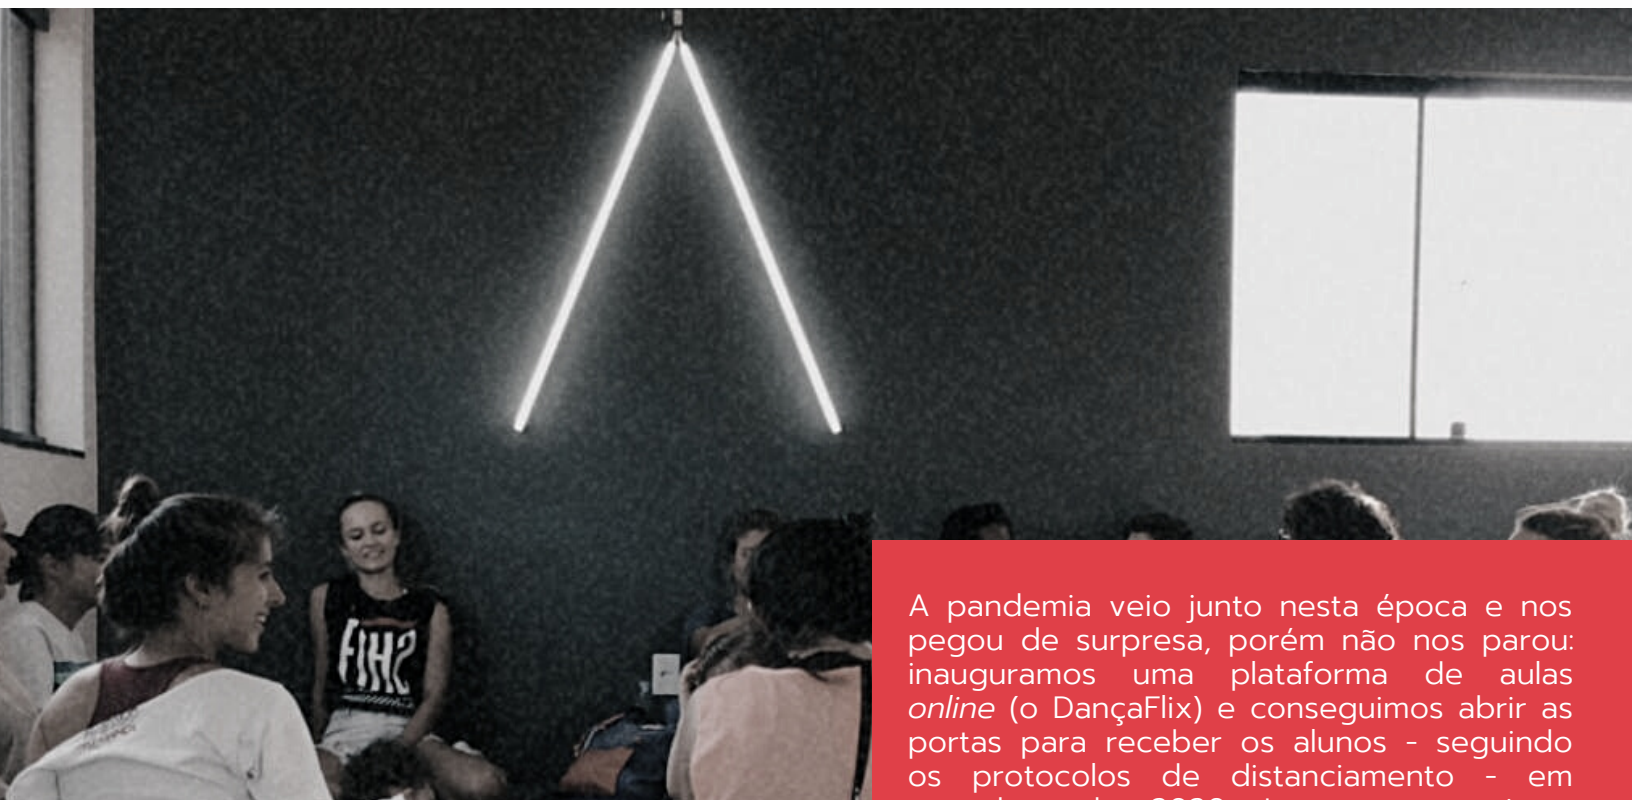 FIH2
A pandemia veio junto nesta época e nos
pegou de surpresa, porém não nos parou:
inauguramos uma plataforma de aulas
online (o DançaFlix) e conseguimos abrir as
portas para receber os alunos - seguindo
os protocolos de distanciamento - em